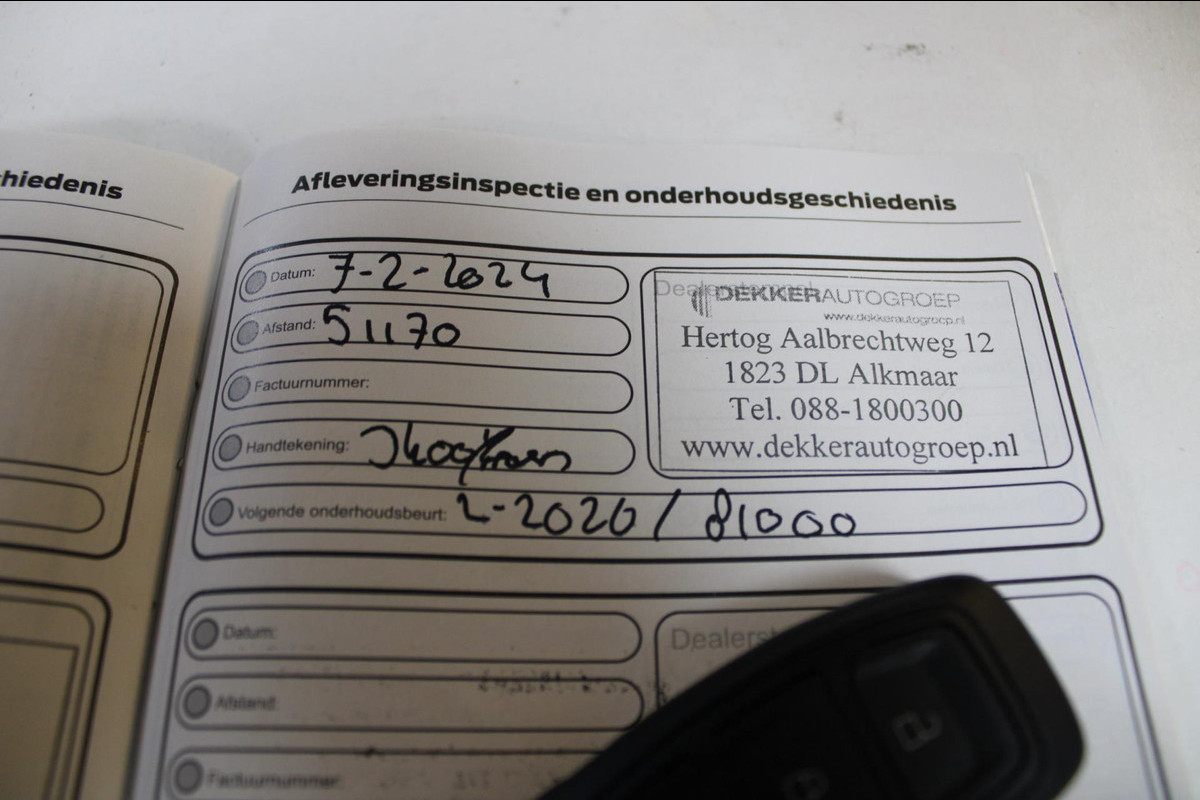 hiedenis
Afleveringsinspectie en onderhoudsgeschiedenis
Datum: 7-2-2024
Afstand: 51170
Factuurnummer:
Handtekening:
Volgende onderhoudsbeurt: 2-2026 / 81000
DEKKERAUTOGROEP
www.dekkerautogroep.nl
Hertog Aalbrechtweg 12
1823 DL Alkmaar
Tel. 088-1800300
www.dekkerautogroep.nl
Datum:
Afstand:
Factuurnummer:
Dealerst